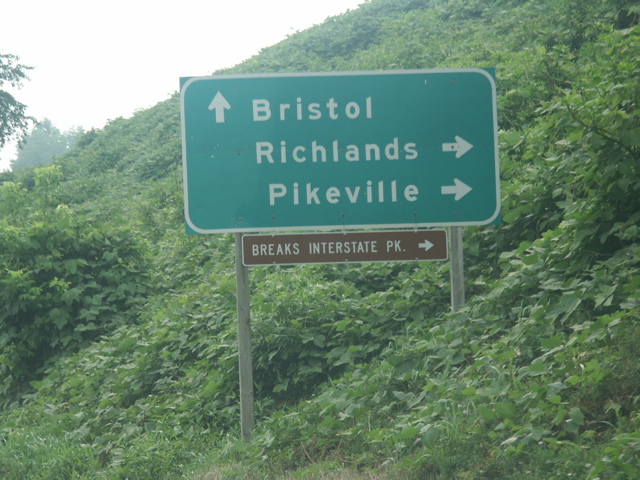 Bristol
Richlands
Pikeville
BREAKS INTERSTATE PK.